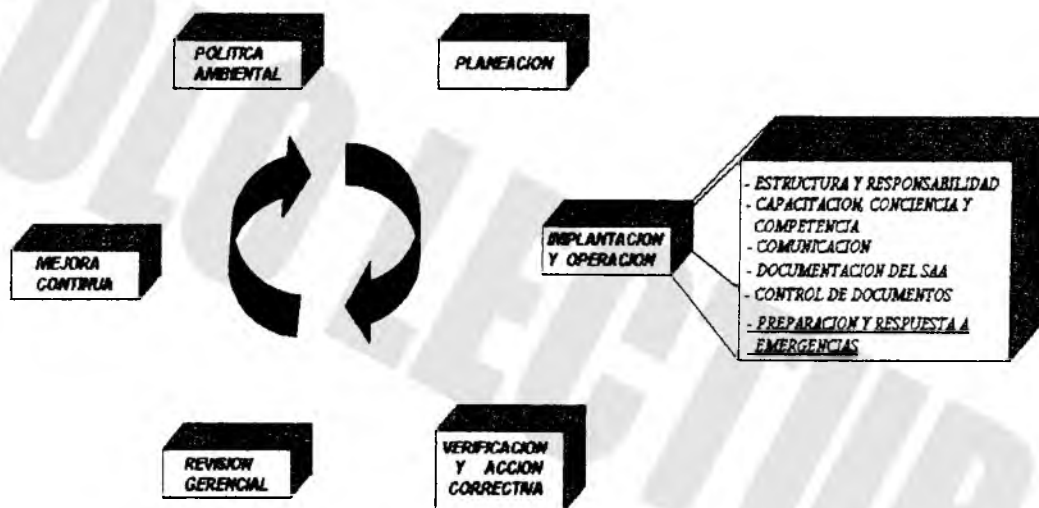 POLITICA
AMBIENTAL
PLANEACION
- ESTRUCTURA Y RESPONSABILIDAD
- CAPACITACION, CONCIENCIA Y
COMPETENCIA
- COMUNICACION
- DOCUMENTACION DEL SAA
- CONTROL DE DOCUMENTOS
- PREPARACION Y RESPUESTA A
EMERGENCIAS
IMPLANTACION
Y OPERACION
MEJORA
CONTINUA
REVISION
GERENCIAL
VERIFICACION
Y ACCION
CORRECTIVA